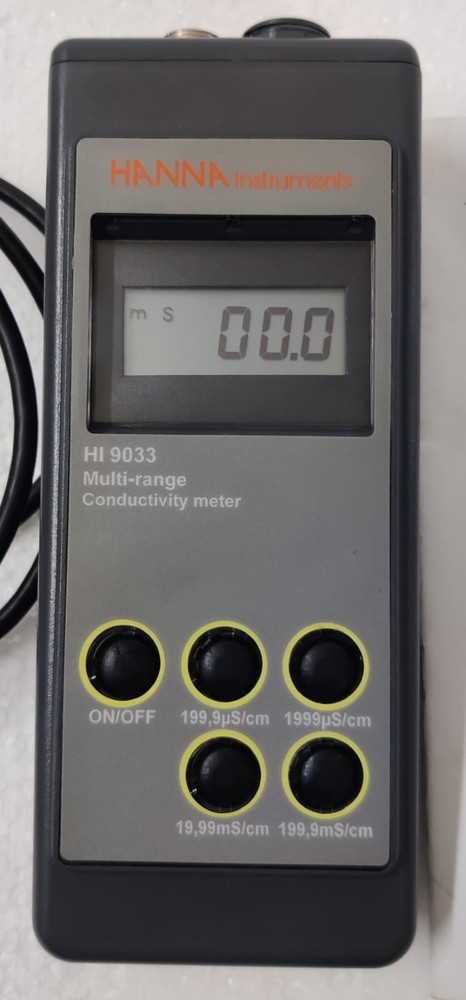 HANNA instruments
m S 00.0
HI 9033
Multi-range
Conductivity meter
ON/OFF 199,9µS/cm 1999µS/cm
19,99mS/cm 199,9mS/cm